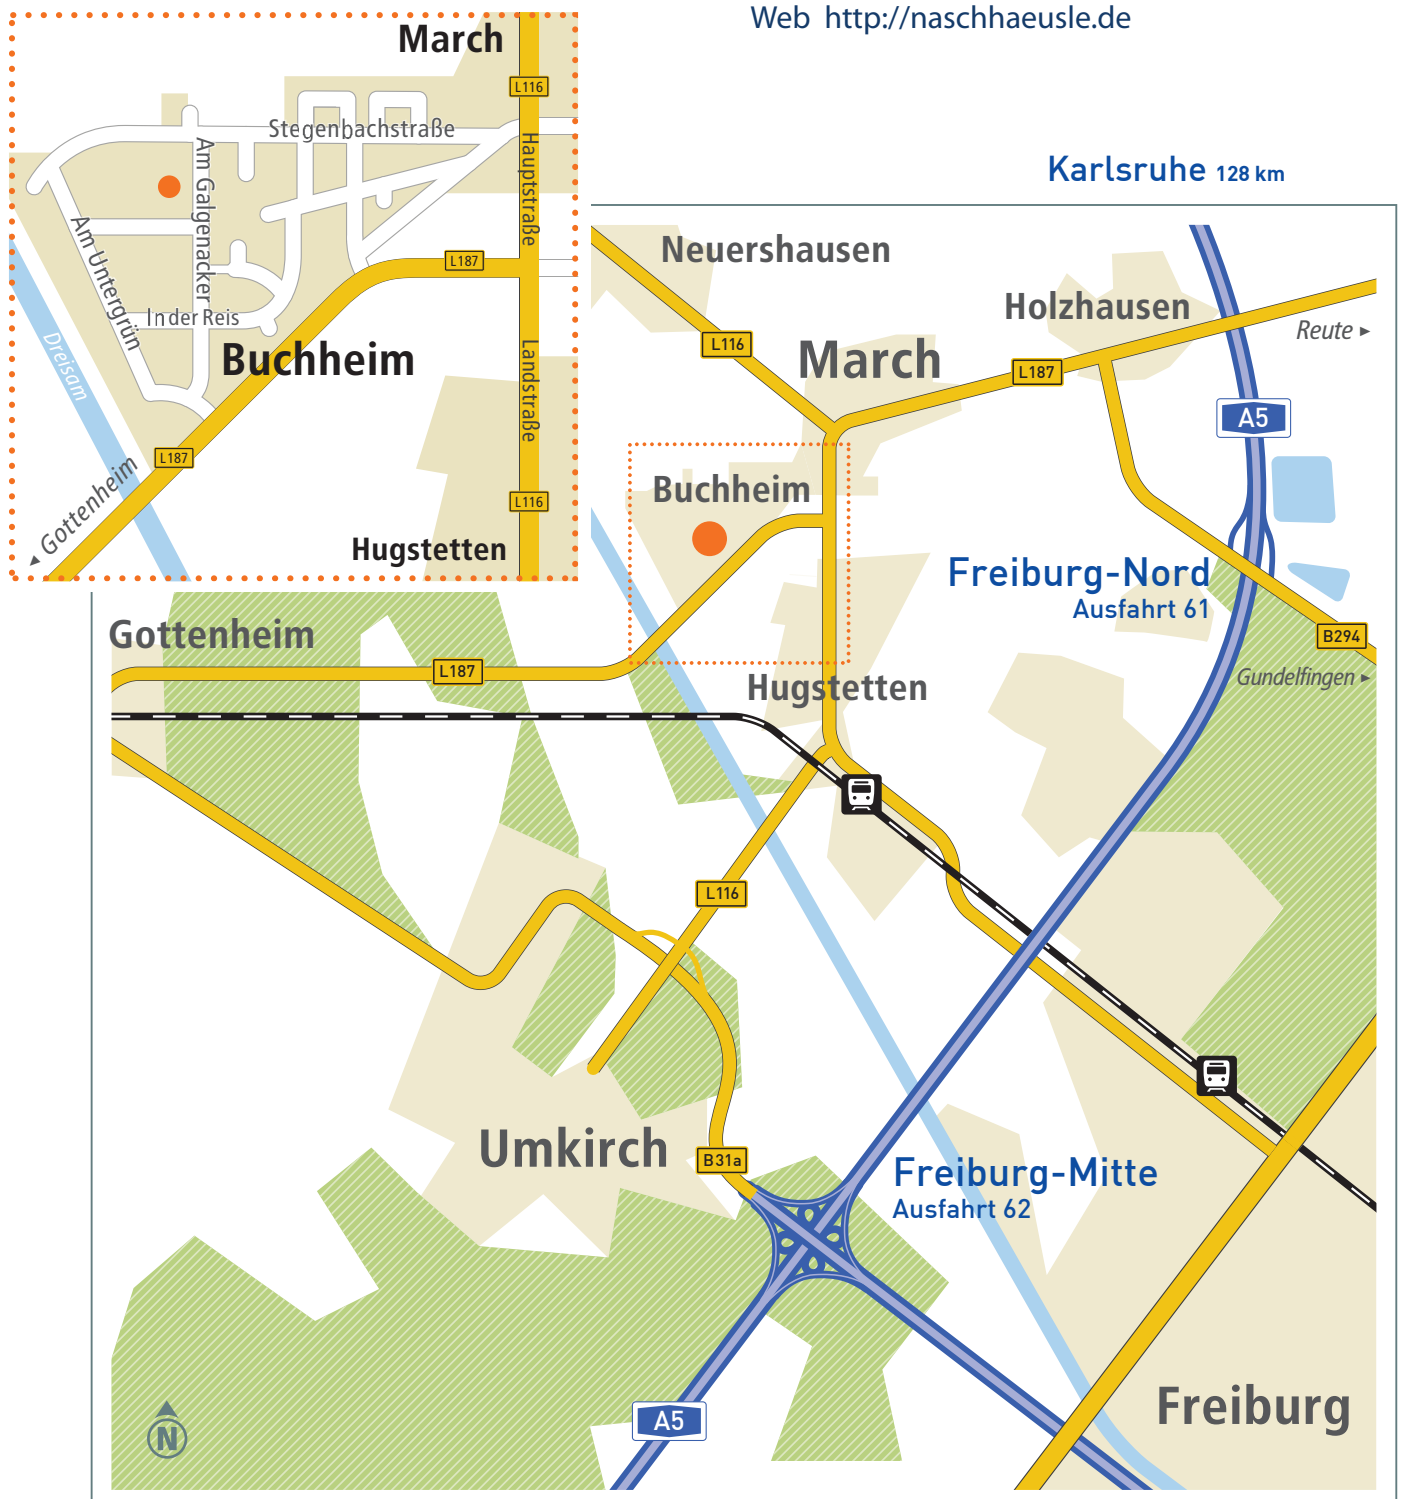 Web http://naschhaeusle.de
March
L116
Stegenbachstraße
Hauptstraße
Am Galgenacker
Am Untergrün
L187
In der Reis
Dreisam
Buchheim
Landstraße
L187
Gottenheim
L116
Hugstetten
Karlsruhe 128 km
Neuershausen
Holzhausen
Reute
L116
March
L187
A5
Buchheim
Freiburg-Nord
Ausfahrt 61
B294
Gundelfingen
Gottenheim
L187
Hugstetten
L116
Umkirch
B31a
Freiburg-Mitte
Ausfahrt 62
A5
Freiburg
N